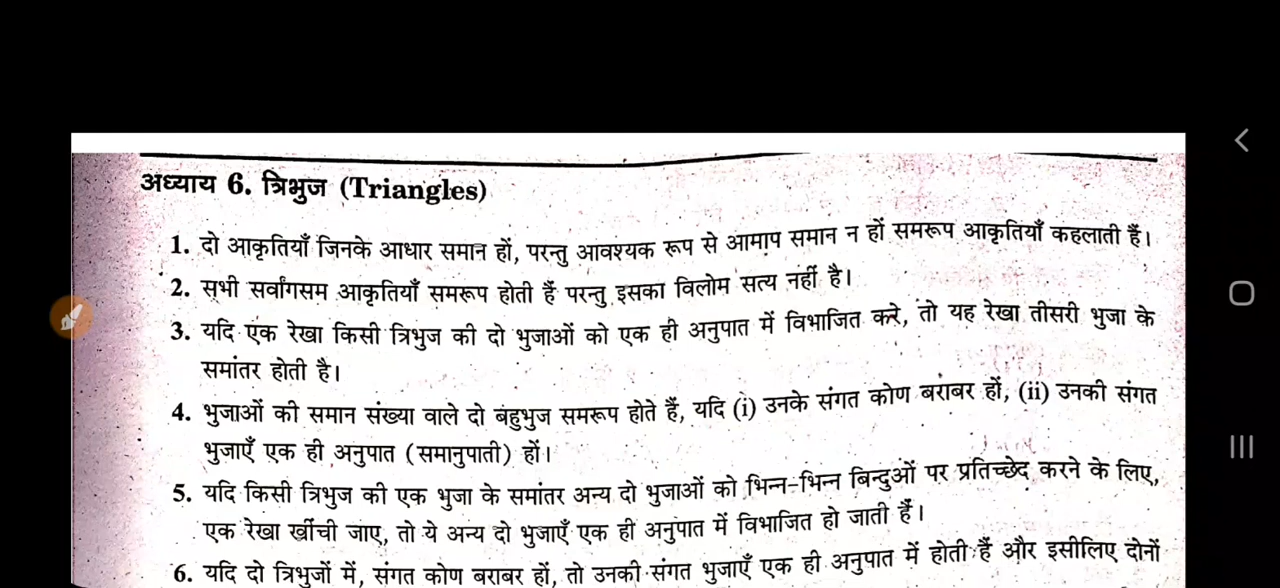 अध्याय 6. त्रिभुज (Triangles)
1. दो आकृतियाँ जिनके आधार समान हों, परन्तु आवश्यक रूप से आमाप समान न हों समरूप आकृतियाँ कहलाती हैं।
2. सभी सर्वांगसम आकृतियाँ समरूप होती हैं परन्तु इसका विलोम सत्य नहीं है।
3. यदि एक रेखा किसी त्रिभुज की दो भुजाओं को एक ही अनुपात में विभाजित करे, तो यह रेखा तीसरी भुजा के
समांतर होती है।
4. भुजाओं की समान संख्या वाले दो बहुभुज समरूप होते हैं, यदि (i) उनके संगत कोण बराबर हों, (ii) उनकी संगत
भुजाएँ एक ही अनुपात (समानुपाती) हों।
5. यदि किसी त्रिभुज की एक भुजा के समांतर अन्य दो भुजाओं को भिन्न-भिन्न बिन्दुओं पर प्रतिच्छेद करने के लिए,
एक रेखा खींची जाए, तो ये अन्य दो भुजाएँ एक ही अनुपात में विभाजित हो जाती हैं।
6. यदि दो त्रिभुजों में, संगत कोण बराबर हों, तो उनकी संगत भुजाएँ एक ही अनुपात में होती हैं और इसीलिए दोनों